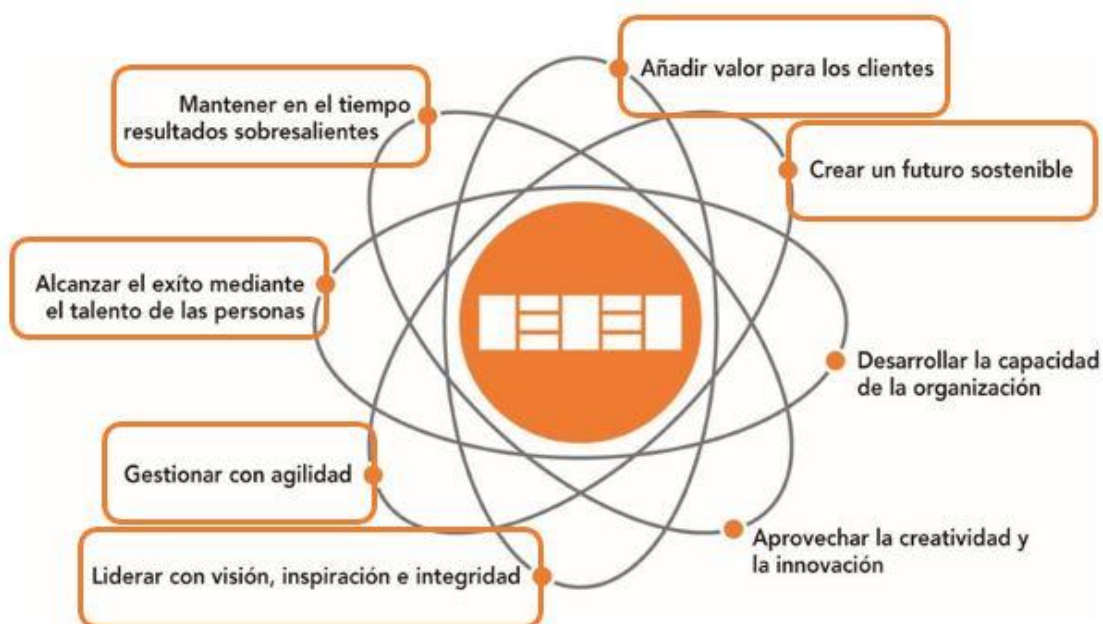 Añadir valor para los clientes
Mantener en el tiempo
resultados sobresalientes
Crear un futuro sostenible
Alcanzar el exíto mediante
el talento de las personas
Desarrollar la capacidad
de la organización
Gestionar con agilidad
Aprovechar la creatividad y
la innovación
Liderar con visión, inspiración e integridad